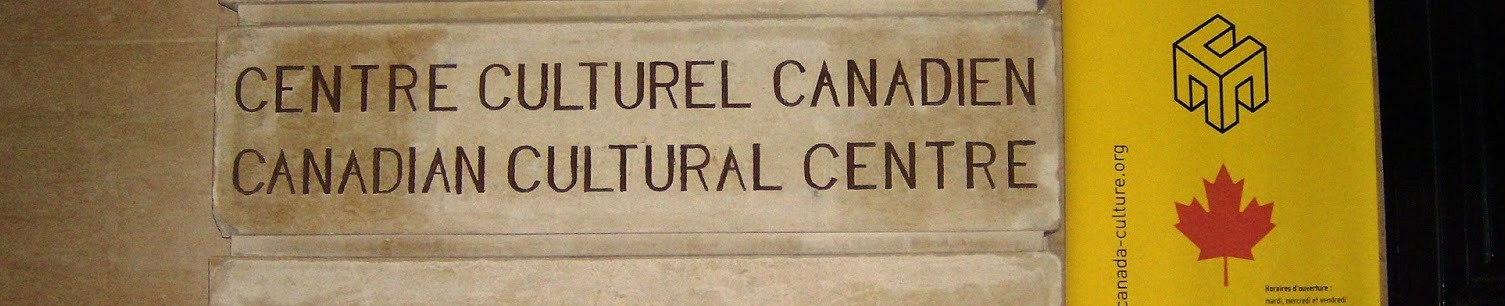 CENTRE CULTUREL CANADIEN
CANADIAN CULTURAL CENTRE
canada-culture.org
Horaires d'ouverture :
mardi, mercredi et vendredi